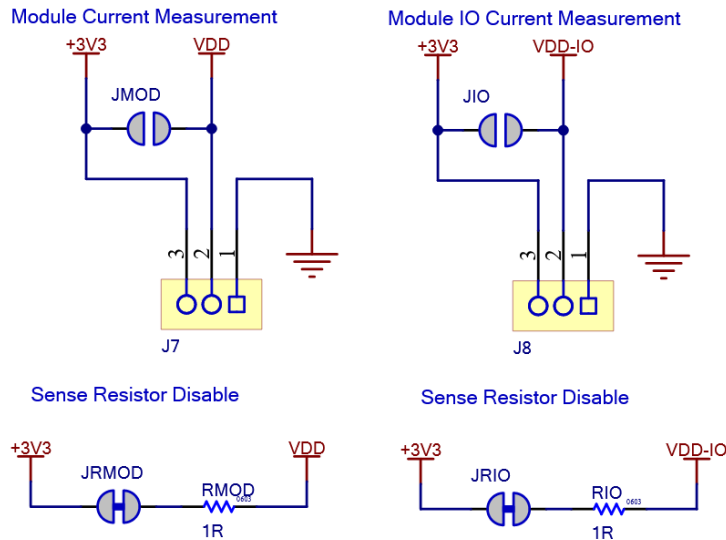 Module Current Measurement
Module IO Current Measurement
+3V3
VDD
+3V3
VDD-IO
JMOD
JIO
3
2
1
3
2
1
J7
J8
Sense Resistor Disable
Sense Resistor Disable
+3V3
VDD
+3V3
VDD-IO
JRMOD
RMOD
0603
1R
JRIO
RIO
0603
1R